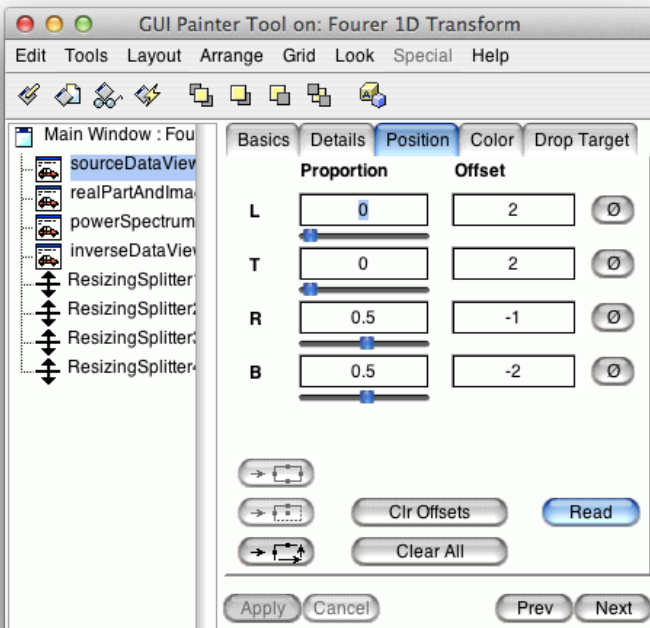 GUI Painter Tool on: Fourer 1D Transform
Edit Tools Layout Arrange Grid Look Special Help
Main Window : Fou
sourceDataView
realPartAndIma
powerSpectrum
inverseDataView
ResizingSplitter
ResizingSplitter2
ResizingSplitter3
ResizingSplitter4
Basics Details Position Color Drop Target
Proportion Offset
L 0 2 Ø
T 0 2 Ø
R 0.5 -1 Ø
B 0.5 -2 Ø
Clr Offsets Read
Clear All
Apply Cancel Prev Next